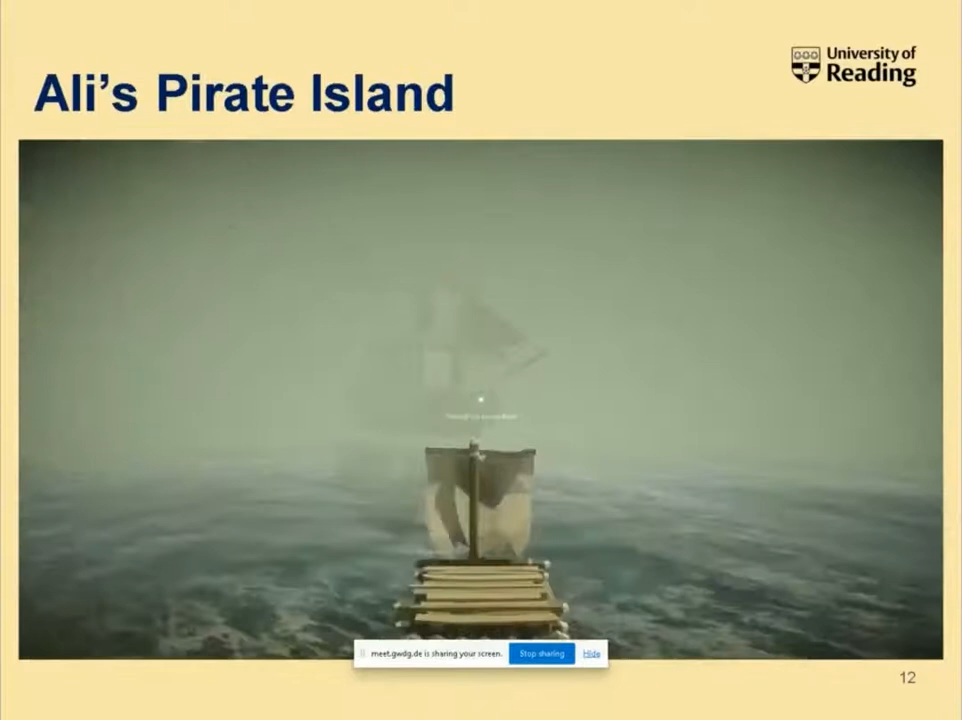 University of
Reading
Ali's Pirate Island
meet.gwdg.de is sharing your screen. Stop sharing Hide
12